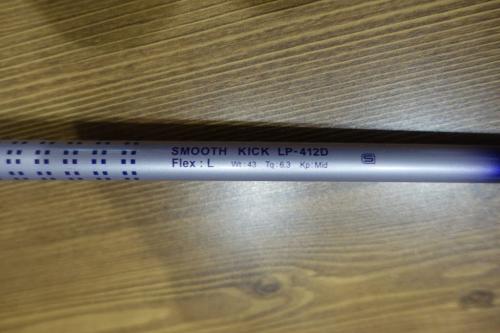 SMOOTH KICK LP-412D
Flex : L Wt : 43 Tq : 6.3 Kp : Mid